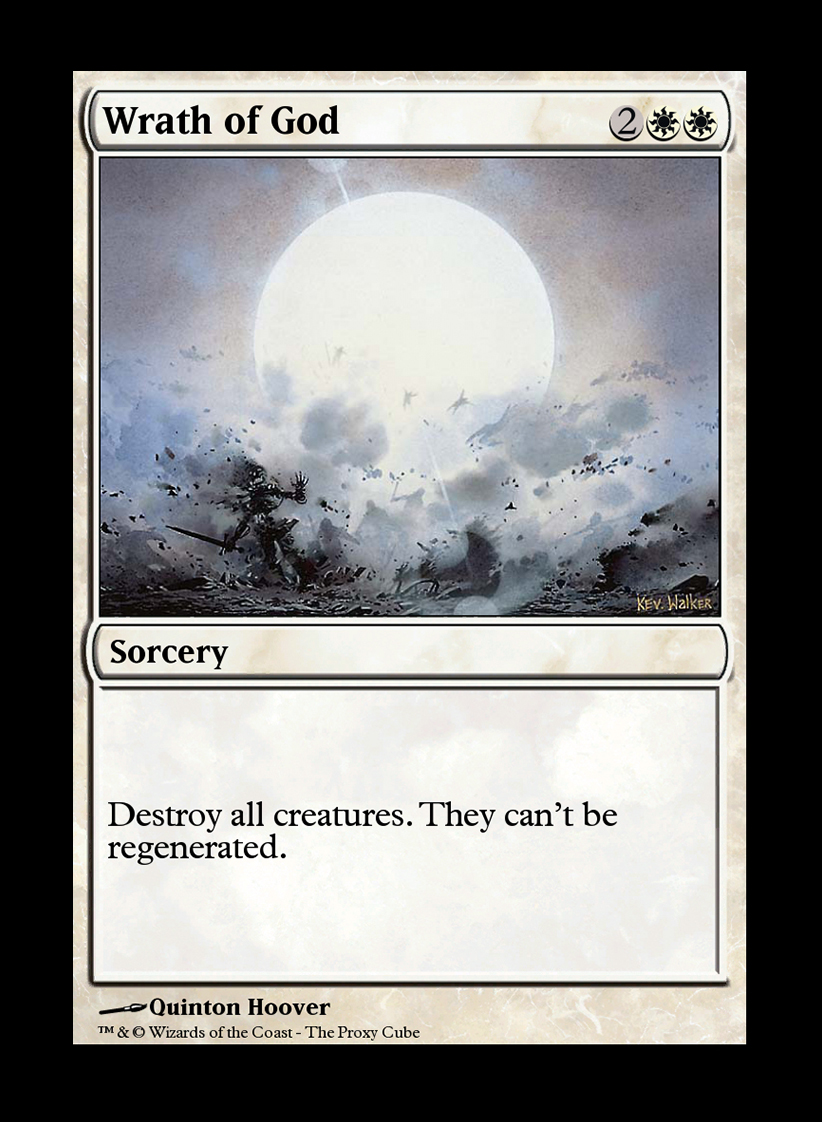 Wrath of God 2
Kev. Walker
Sorcery
Destroy all creatures. They can't be
regenerated.
Quinton Hoover
™ & © Wizards of the Coast - The Proxy Cube